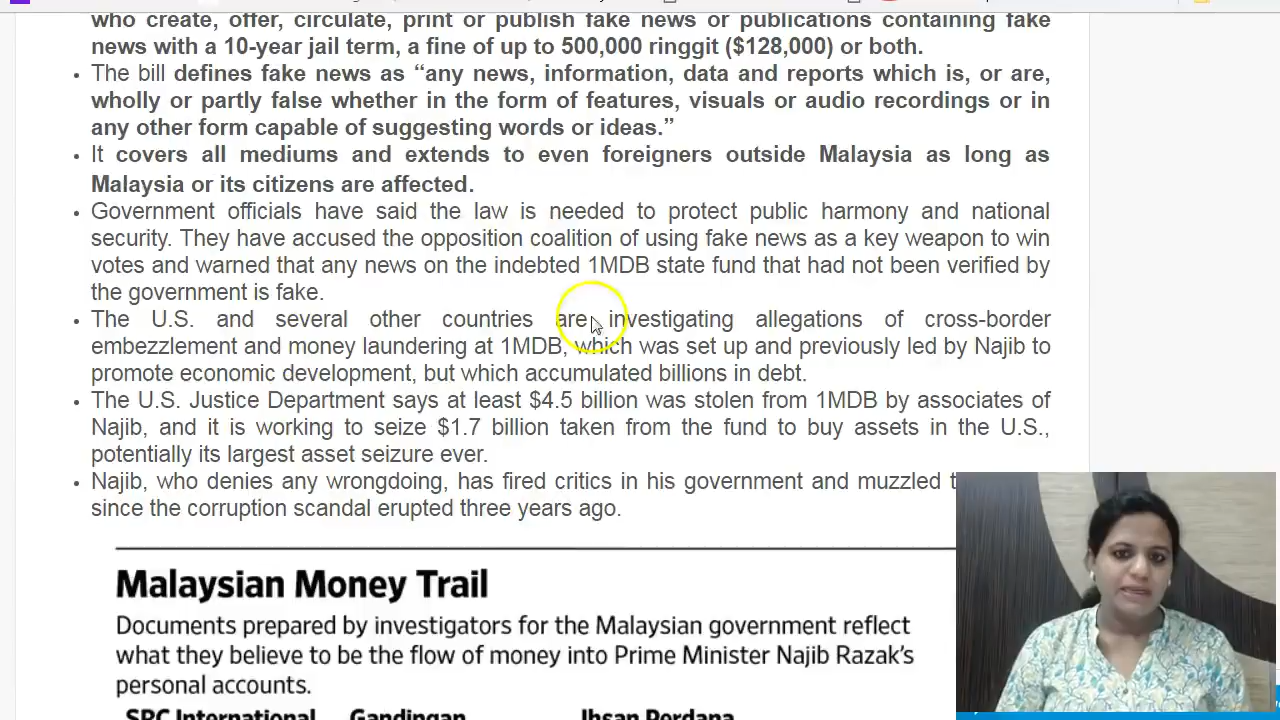 who create, offer, circulate, print or publish fake news or publications containing fake
news with a 10-year jail term, a fine of up to 500,000 ringgit ($128,000) or both.
• The bill defines fake news as “any news, information, data and reports which is, or are,
wholly or partly false whether in the form of features, visuals or audio recordings or in
any other form capable of suggesting words or ideas.”
• It covers all mediums and extends to even foreigners outside Malaysia as long as
Malaysia or its citizens are affected.
• Government officials have said the law is needed to protect public harmony and national
security. They have accused the opposition coalition of using fake news as a key weapon to win
votes and warned that any news on the indebted 1MDB state fund that had not been verified by
the government is fake.
• The U.S. and several other countries are investigating allegations of cross-border
embezzlement and money laundering at 1MDB, which was set up and previously led by Najib to
promote economic development, but which accumulated billions in debt.
• The U.S. Justice Department says at least $4.5 billion was stolen from 1MDB by associates of
Najib, and it is working to seize $1.7 billion taken from the fund to buy assets in the U.S.,
potentially its largest asset seizure ever.
• Najib, who denies any wrongdoing, has fired critics in his government and muzzled
since the corruption scandal erupted three years ago.
Malaysian Money Trail
Documents prepared by investigators for the Malaysian government reflect
what they believe to be the flow of money into Prime Minister Najib Razak’s
personal accounts.
SRC International Gandingan Ihsan Perdana